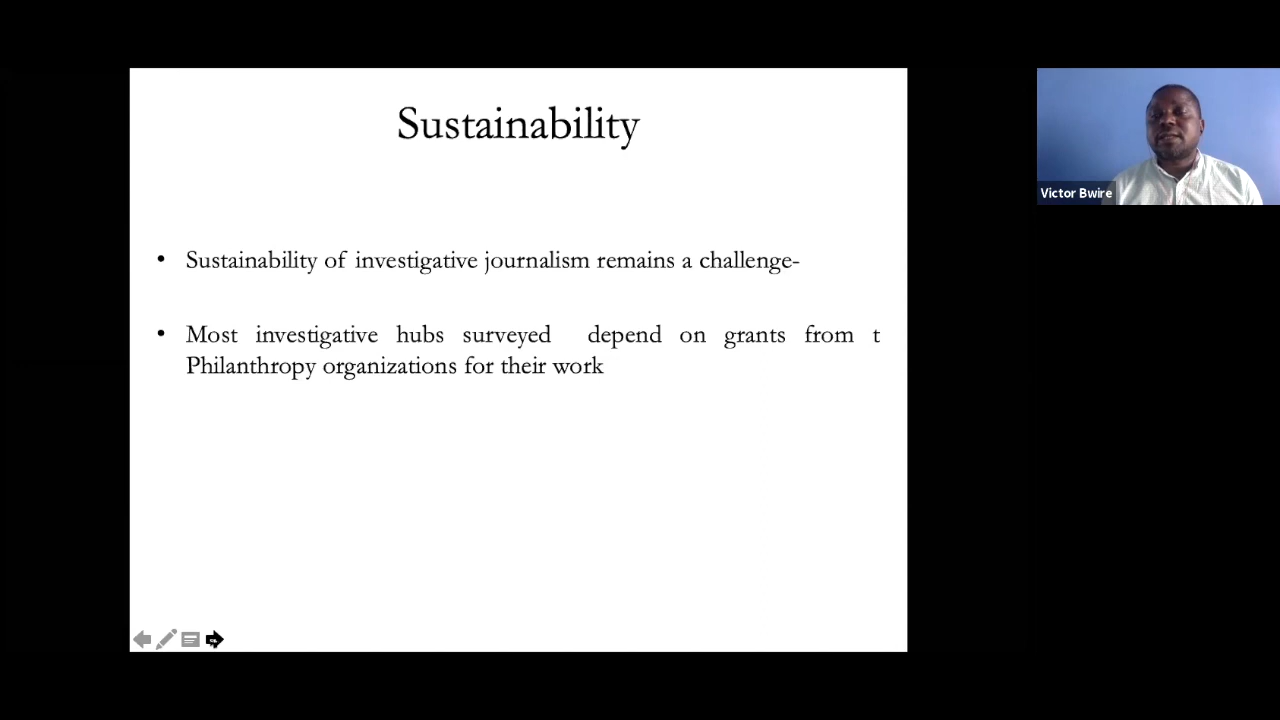 Sustainability
• Sustainability of investigative journalism remains a challenge-
• Most investigative hubs surveyed depend on grants from t
Philanthropy organizations for their work
Victor Bwire